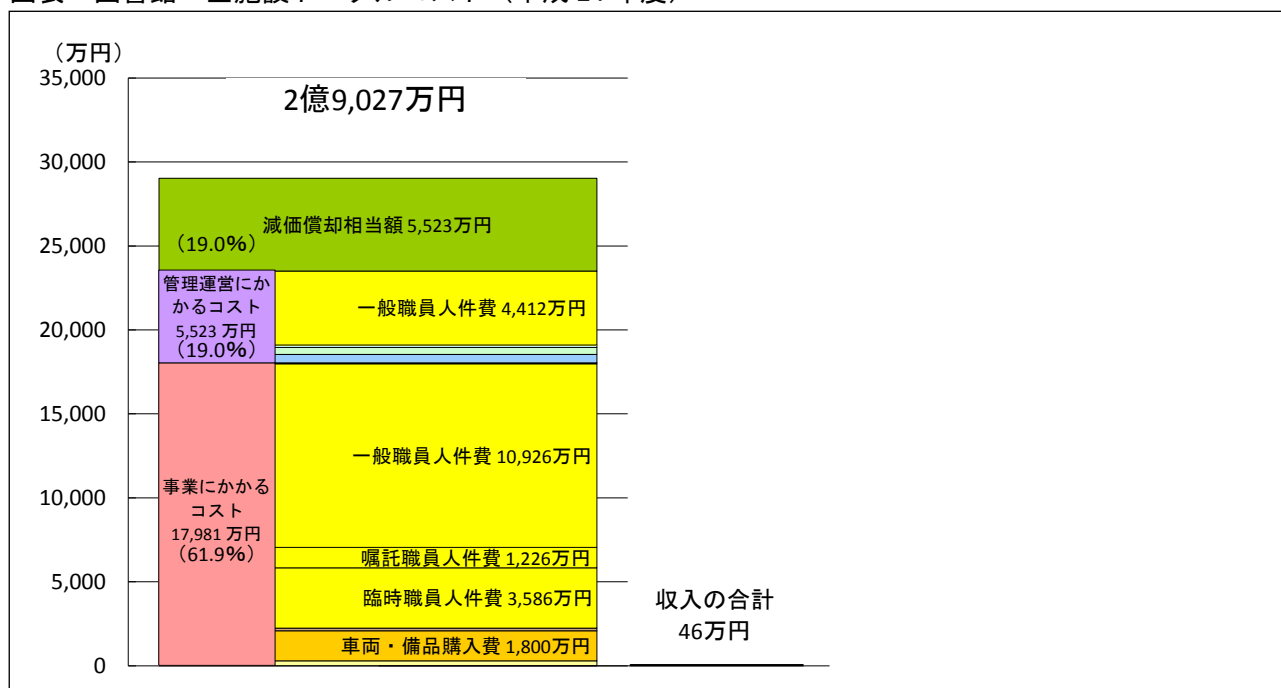 （万円）
35,000
2億9,027万円
30,000
減価償却相当額 5,523万円
（19.0%）
25,000
管理運営にか
かるコスト
5,523 万円
（19.0%）
一般職員人件費 4,412万円
20,000
15,000
一般職員人件費 10,926万円
10,000
事業にかかる
コスト
17,981 万円
（61.9%）
嘱託職員人件費 1,226万円
5,000
臨時職員人件費 3,586万円
車両・備品購入費 1,800万円
0
収入の合計
46万円